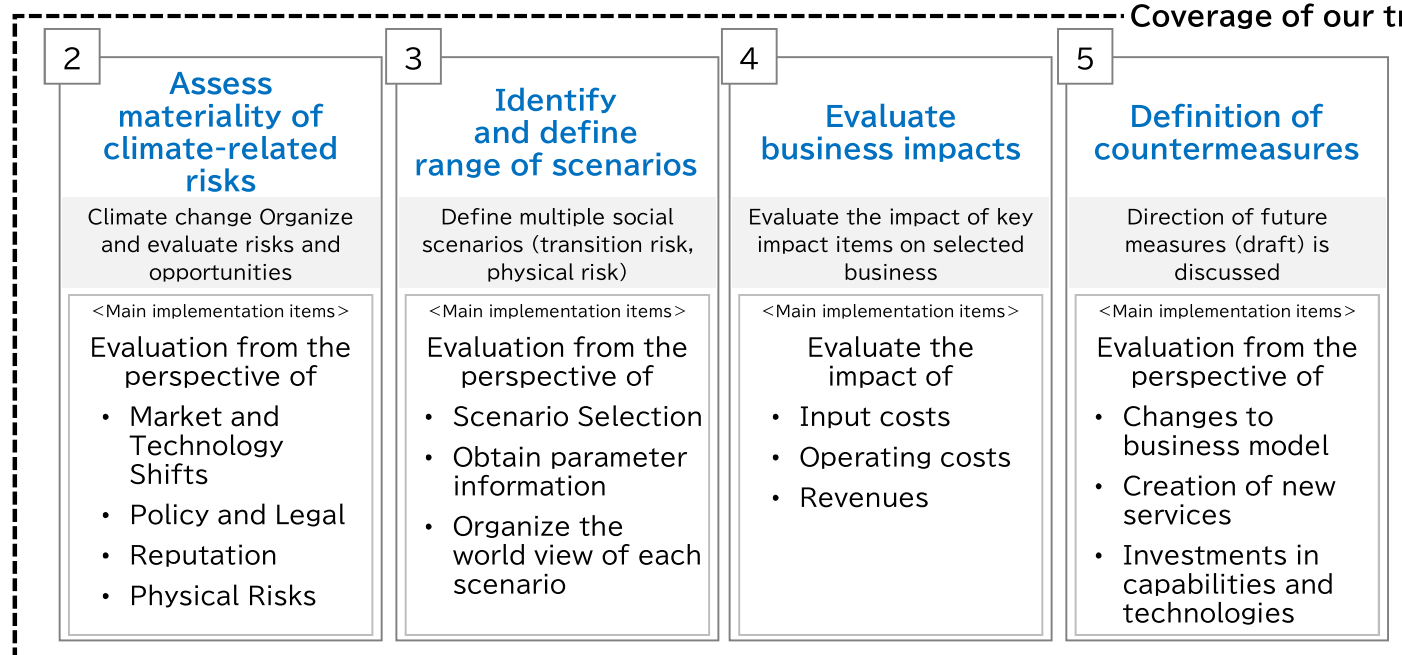 Coverage of our
2
Assess
materiality of
climate-related
risks
Climate change Organize
and evaluate risks and
opportunities
<Main implementation items>
Evaluation from the
perspective of
• Market and
Technology
Shifts
• Policy and Legal
• Reputation
• Physical Risks
3
Identify
and define
range of scenarios
Define multiple social
scenarios (transition risk,
physical risk)
<Main implementation items>
Evaluation from the
perspective of
• Scenario Selection
• Obtain parameter
information
• Organize the
world view of each
scenario
4
Evaluate
business impacts
Evaluate the impact of key
impact items on selected
business
<Main implementation items>
Evaluate the
impact of
• Input costs
• Operating costs
• Revenues
5
Definition of
countermeasures
Direction of future
measures (draft) is
discussed
<Main implementation items>
Evaluation from the
perspective of
• Changes to
business model
• Creation of new
services
• Investments in
capabilities and
technologies